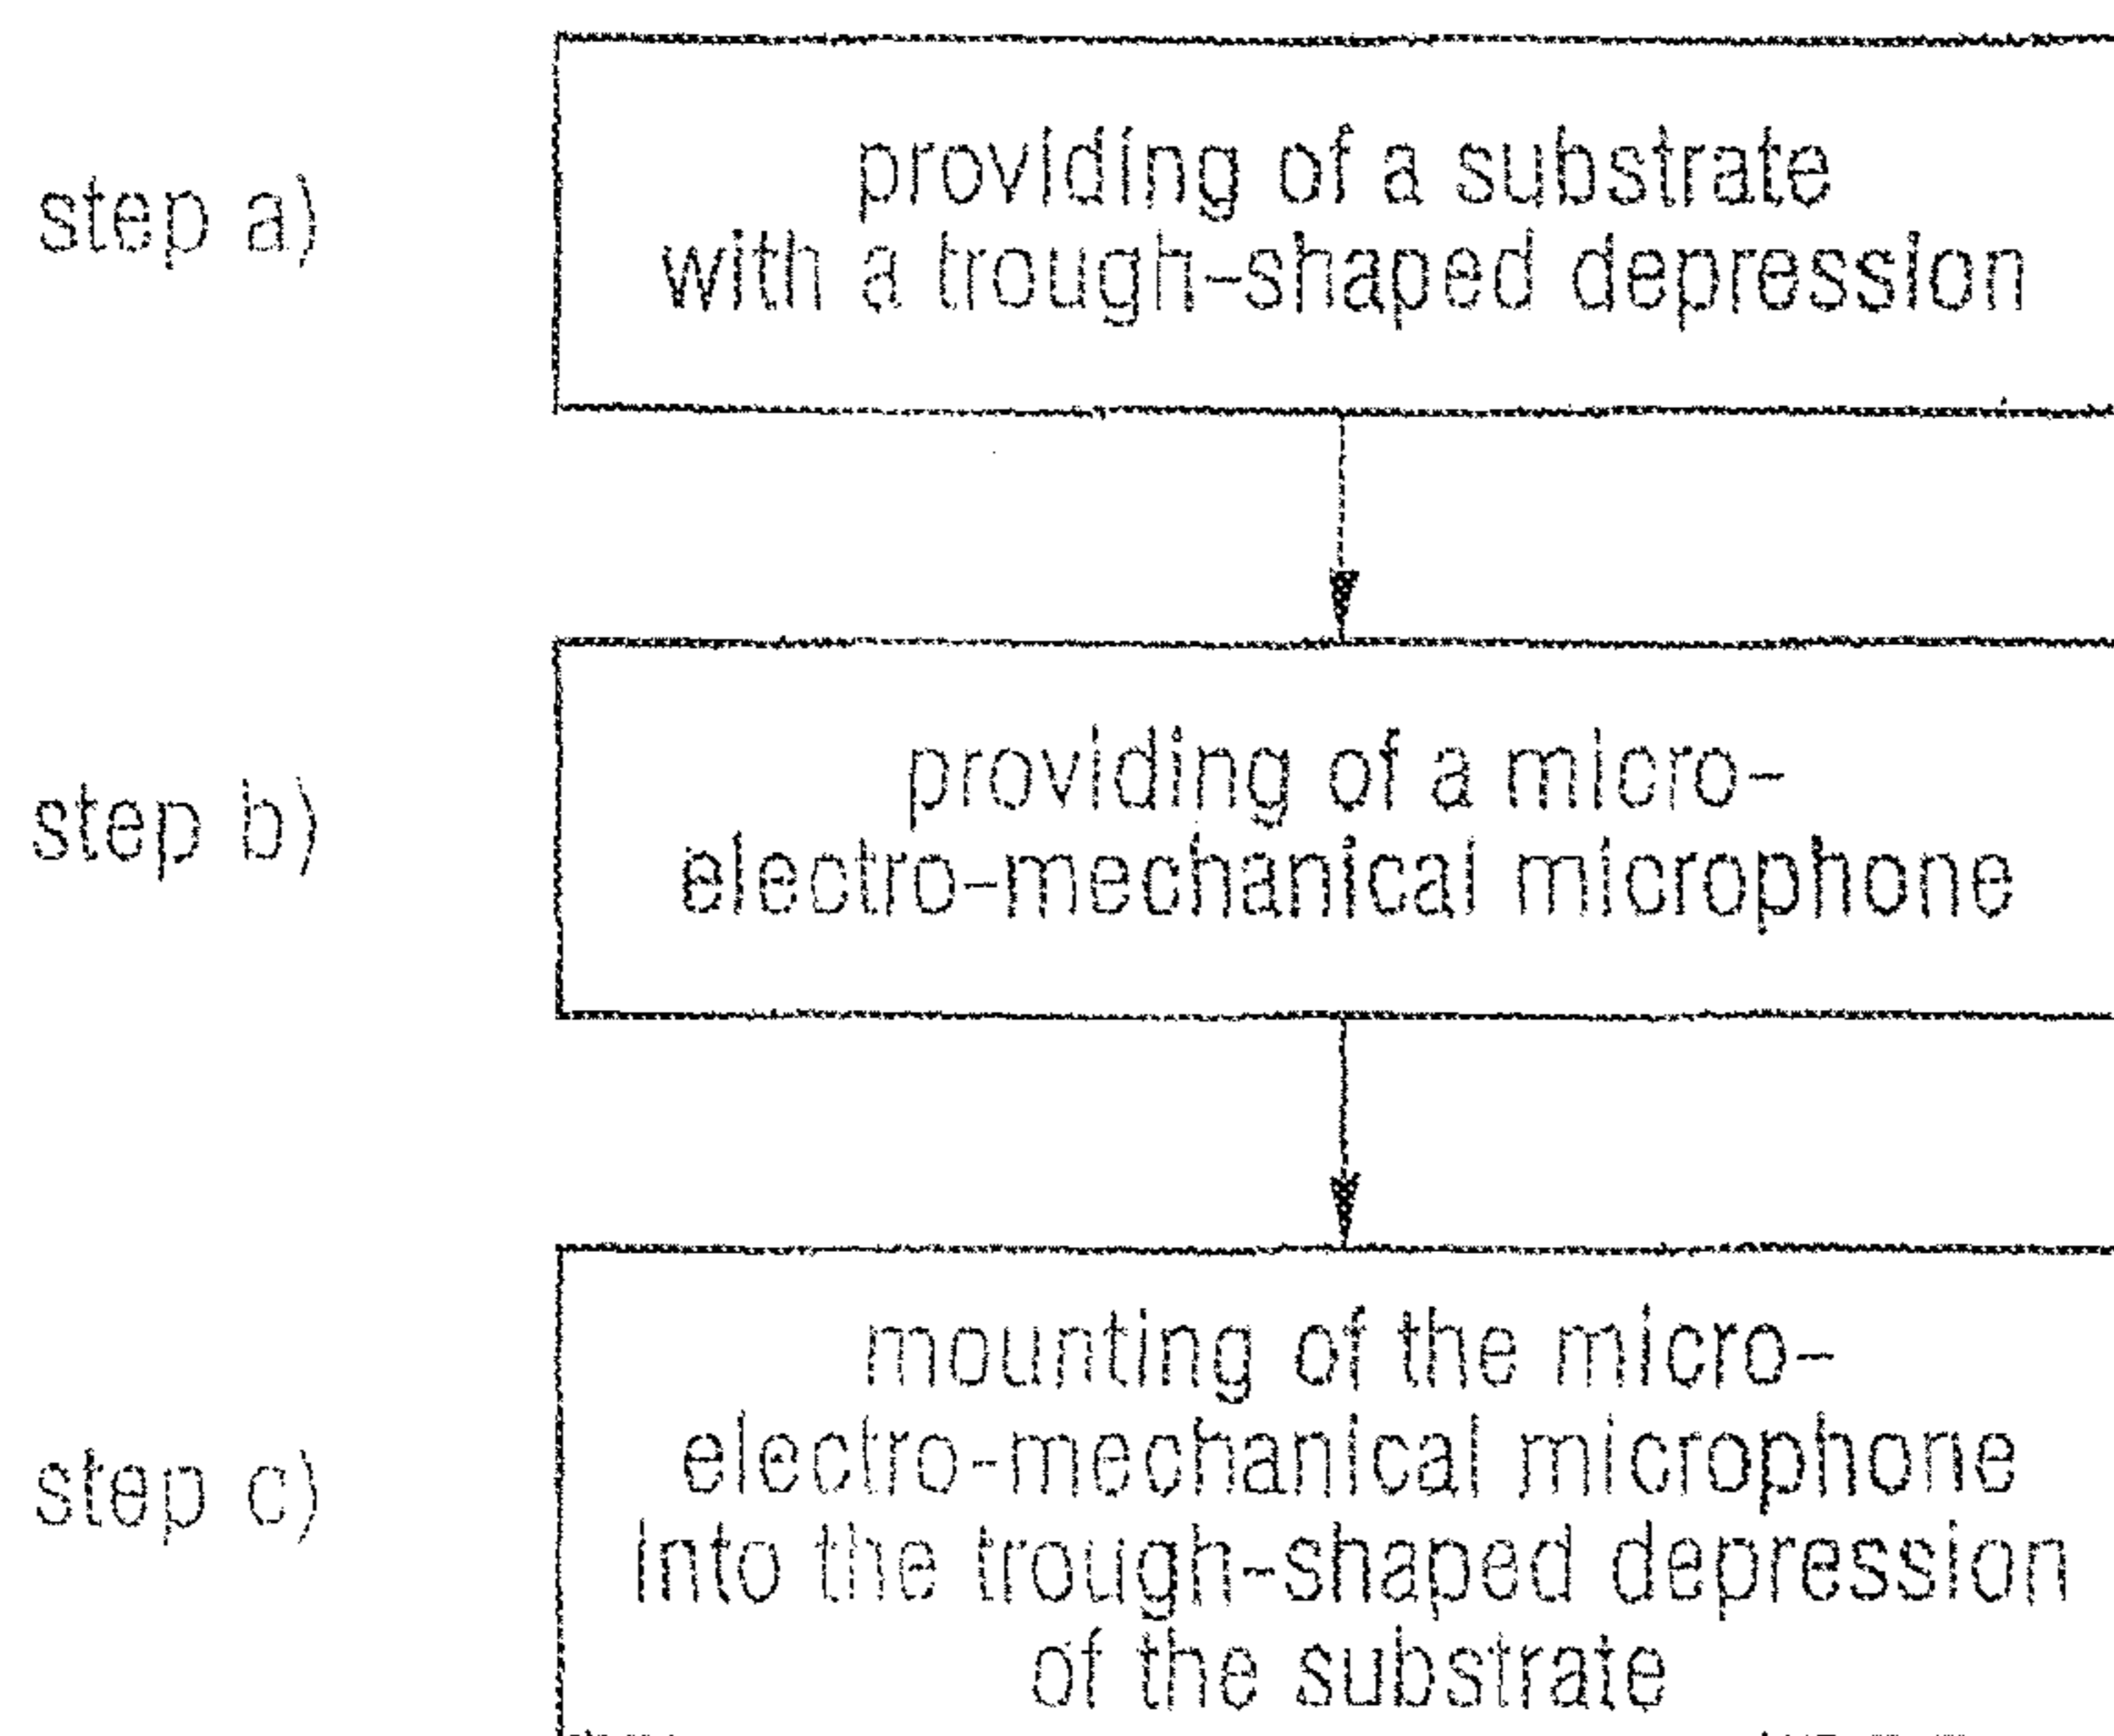 step a)
providing of a substrate
with a trough-shaped depression
step b)
providing of a micro-
electro-mechanical microphone
step c)
mounting of the micro-
electro-mechanical microphone
into the trough-shaped depression
of the substrate